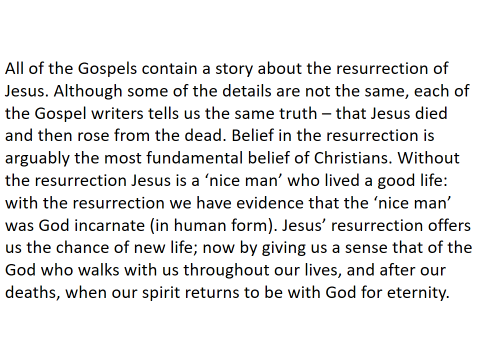 All of the Gospels contain a story about the resurrection of
Jesus. Although some of the details are not the same, each of
the Gospel writers tells us the same truth – that Jesus died
and then rose from the dead. Belief in the resurrection is
arguably the most fundamental belief of Christians. Without
the resurrection Jesus is a ‘nice man’ who lived a good life:
with the resurrection we have evidence that the ‘nice man’
was God incarnate (in human form). Jesus’ resurrection offers
us the chance of new life; now by giving us a sense that of the
God who walks with us throughout our lives, and after our
deaths, when our spirit returns to be with God for eternity.